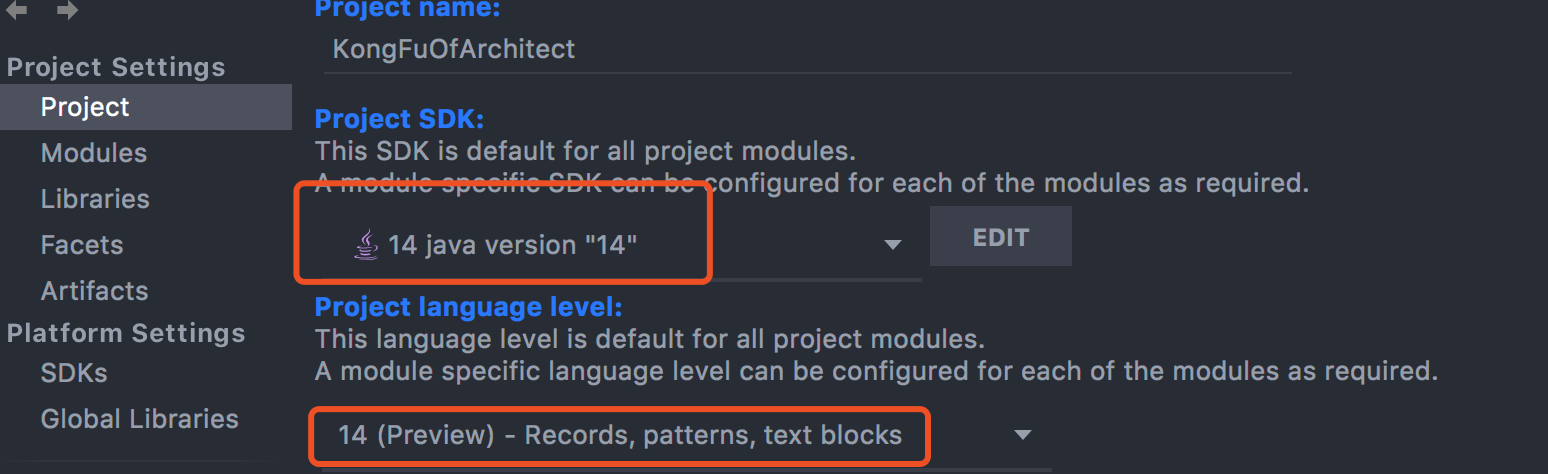 Project name:
KongFuOfArchitect
Project Settings
Project
Modules
Libraries
Facets
Artifacts
Platform Settings
SDKs
Global Libraries
Project SDK:
This SDK is default for all project modules.
A module specific SDK can be configured for each of the modules as required.
14 java version "14"
EDIT
Project language level:
This language level is default for all project modules.
A module specific language level can be configured for each of the modules as required.
14 (Preview) - Records, patterns, text blocks